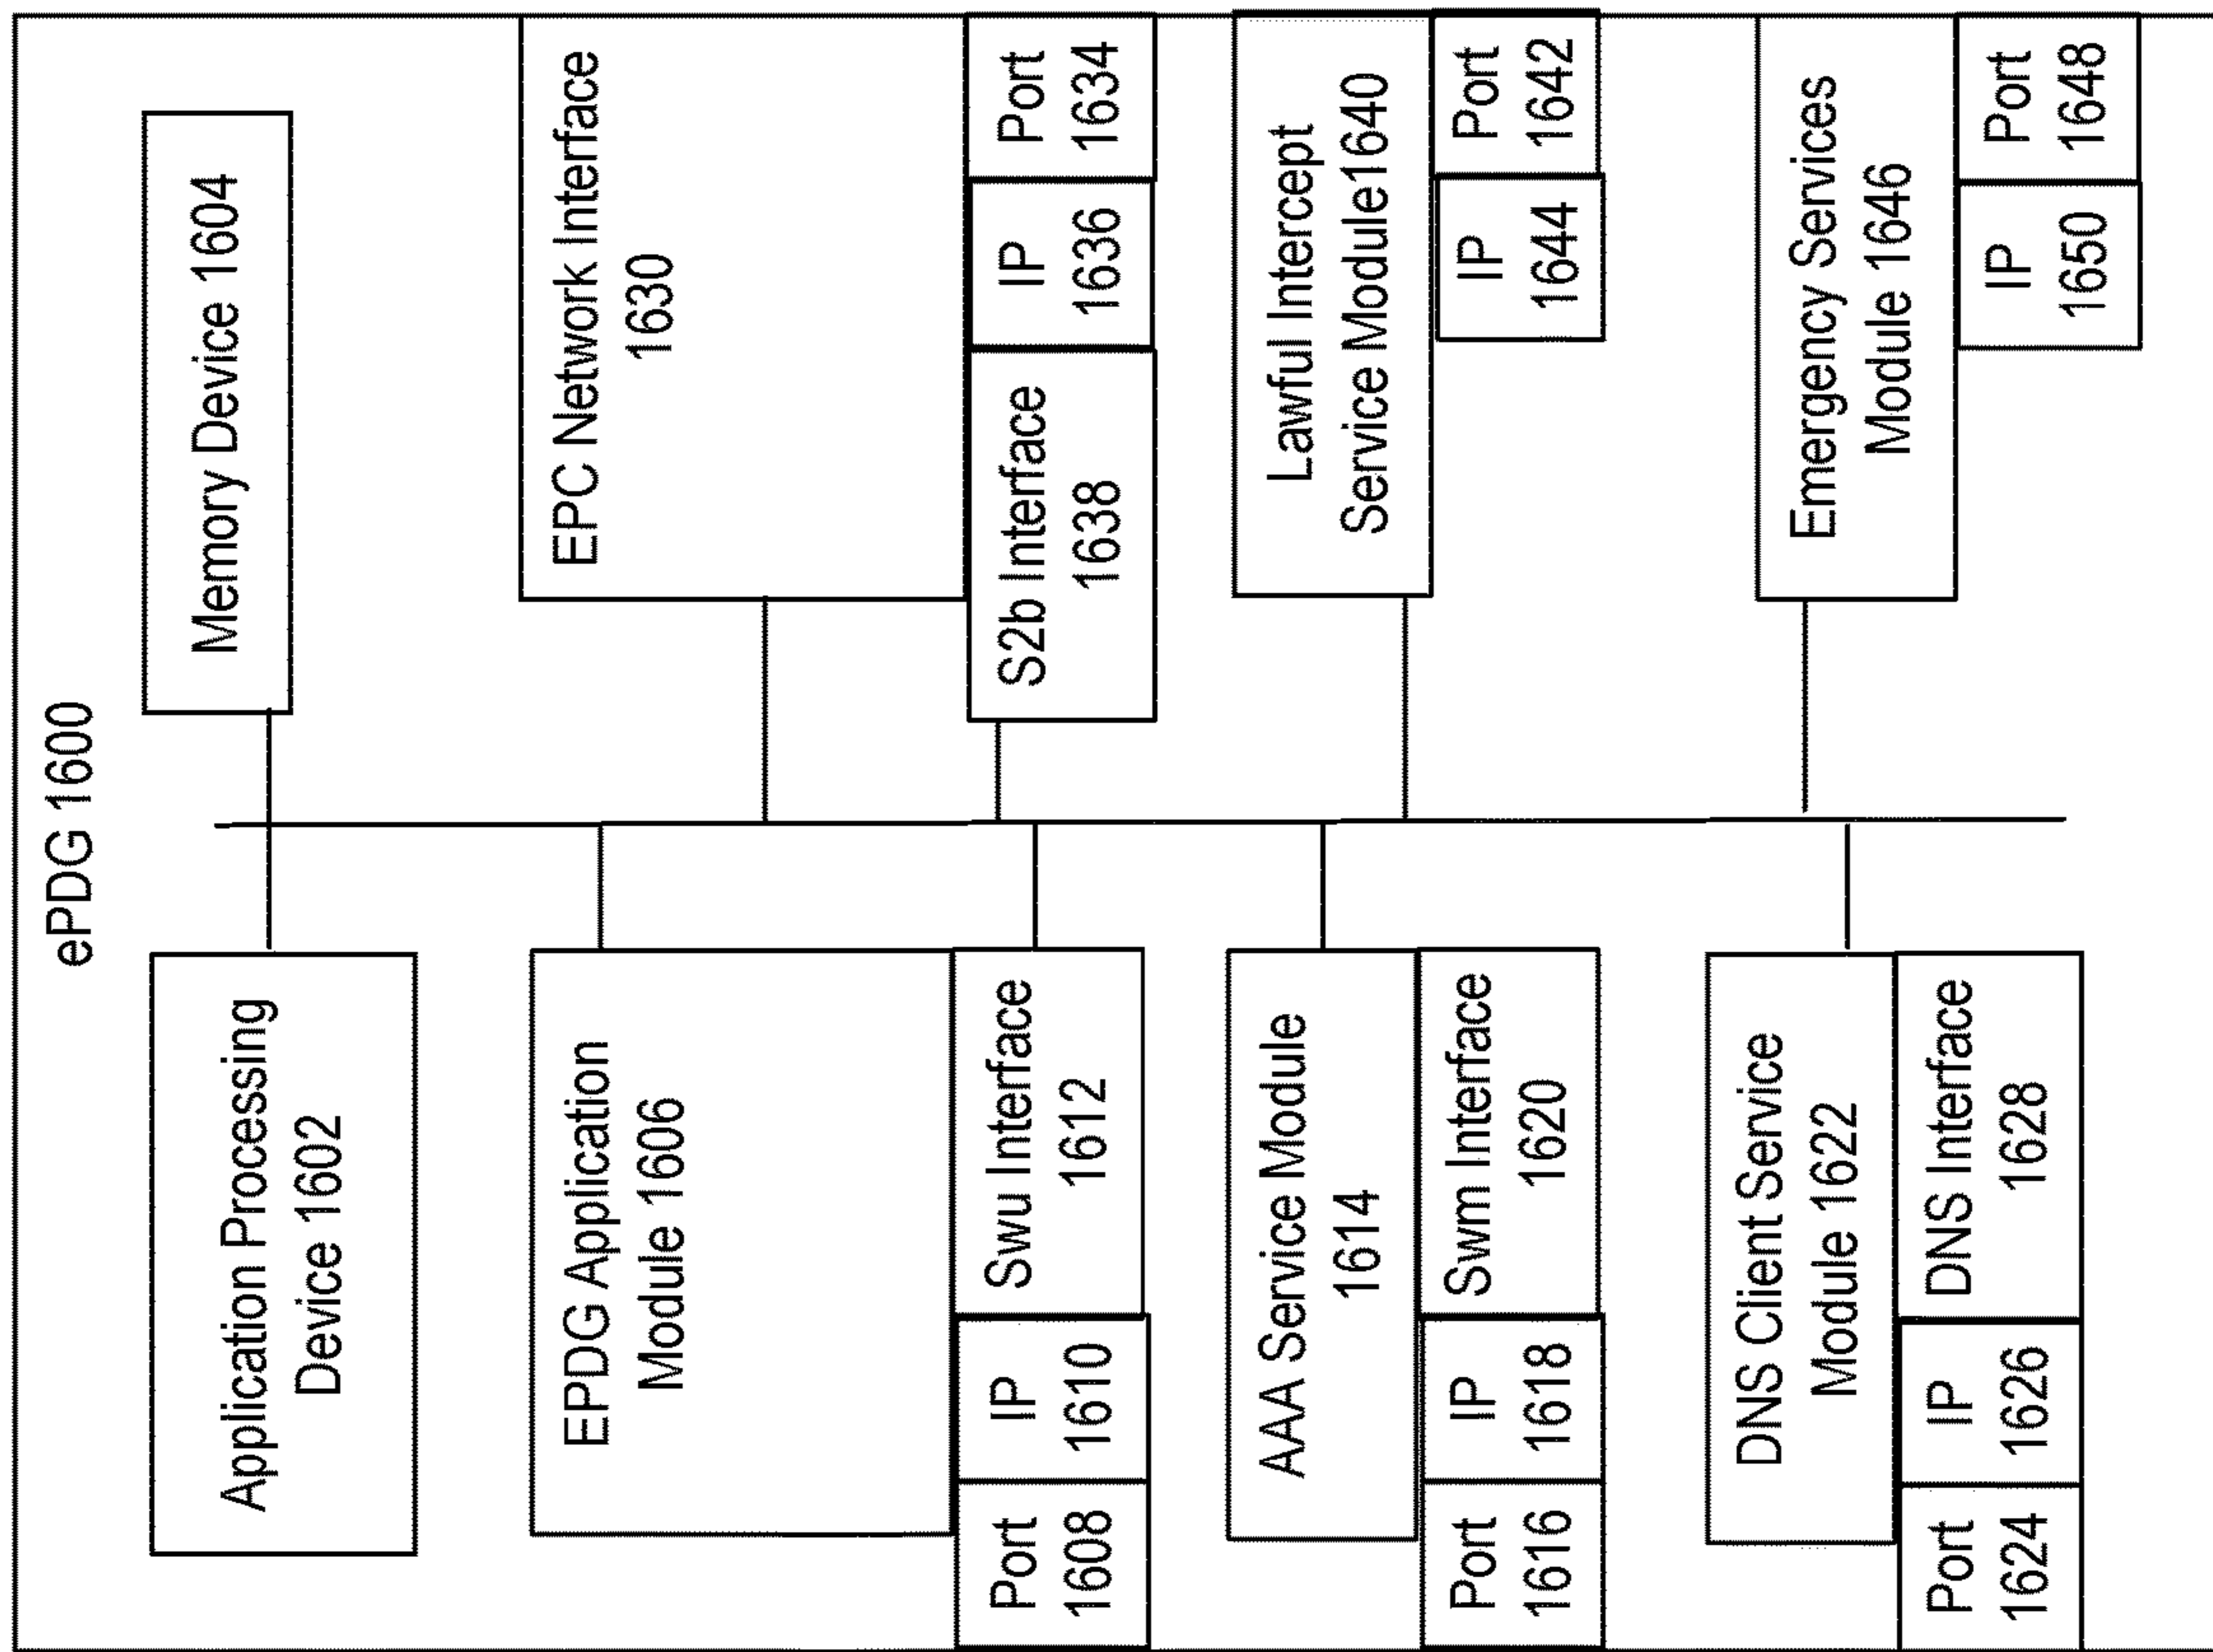 ePDG 1600
Application Processing
Device 1602
Memory Device 1604
EPDG Application
Module 1606
Port
1608
IP
1610
Swu Interface
1612
EPC Network Interface
1630
S2b Interface
1638
IP
1636
Port
1634
AAA Service Module
1614
Port
1616
IP
1618
Swm Interface
1620
Lawful Intercept
Service Module1640
IP
1644
Port
1642
DNS Client Service
Module 1622
Port
1624
IP
1626
DNS Interface
1628
Emergency Services
Module 1646
IP
1650
Port
1648